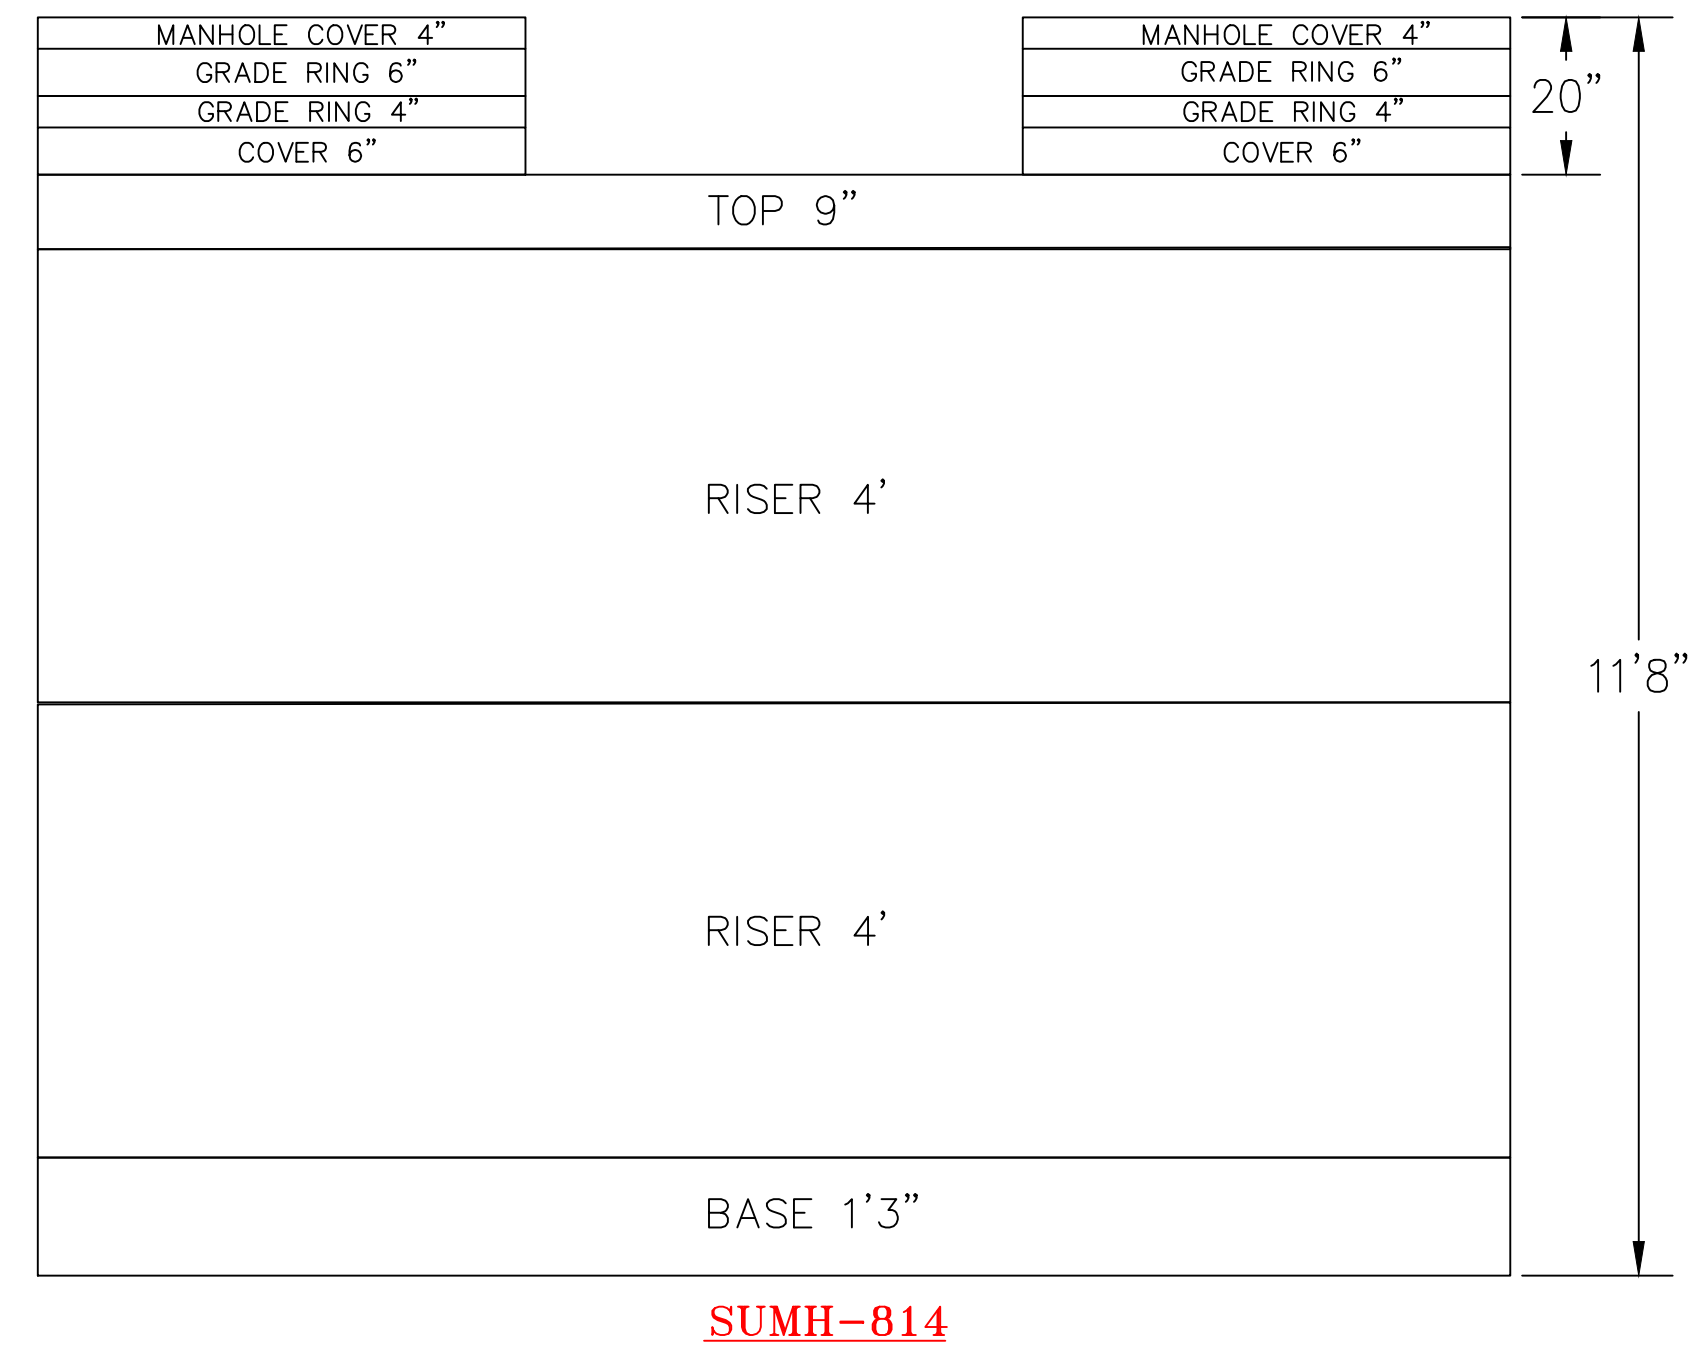 MANHOLE COVER 4”
GRADE RING 6”
GRADE RING 4”
COVER 6”
MANHOLE COVER 4”
GRADE RING 6”
GRADE RING 4”
COVER 6”
20”
TOP 9”
RISER 4’
11’8”
RISER 4’
BASE 1’3”
SUMH-814